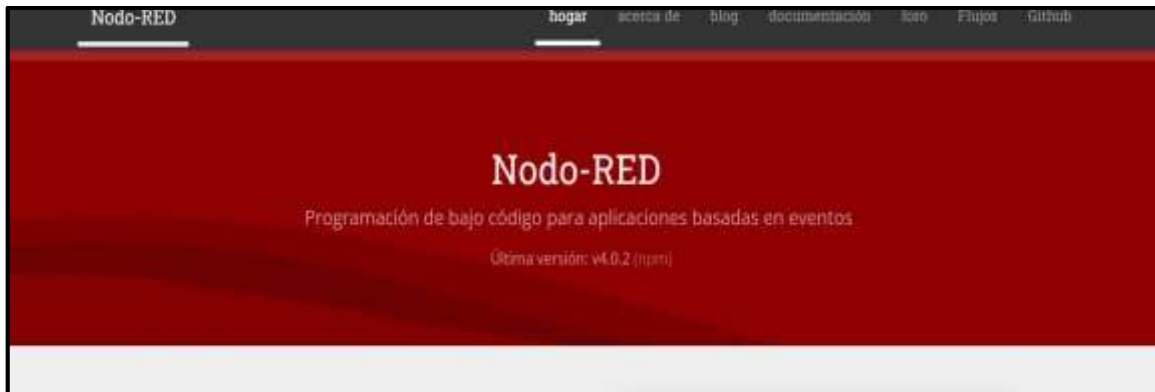 Nodo-RED
hogar acerca de blog documentación foro Flujos Github
Nodo-RED
Programación de bajo código para aplicaciones basadas en eventos
Última versión: v4.0.2 (npm)